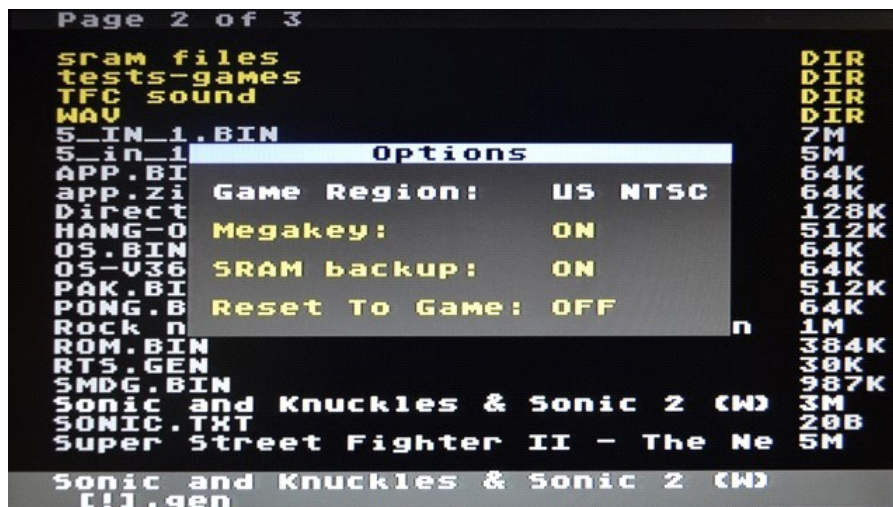 Page 2 of 3
sram files DIR
tests-games DIR
TFC sound DIR
WAV DIR
5_IN_1.BIN 7M
5_in_1 5M
Options
APP.BI 64K
app.zi 64K
Game Region: US NTSC
Direct 128K
HANG-O 512K
Megakey: ON
OS.BIN 64K
OS-V36 64K
SRAM backup: ON
PAK.BI 512K
PONG.B 64K
Reset To Game: OFF
Rock n n 1M
ROM.BIN 384K
RTS.GEN 30K
SMDG.BIN 987K
Sonic and Knuckles & Sonic 2 (W) 3M
SONIC.TXT 20B
Super Street Fighter II - The Ne 5M
Sonic and Knuckles & Sonic 2 (W)
[!].gen